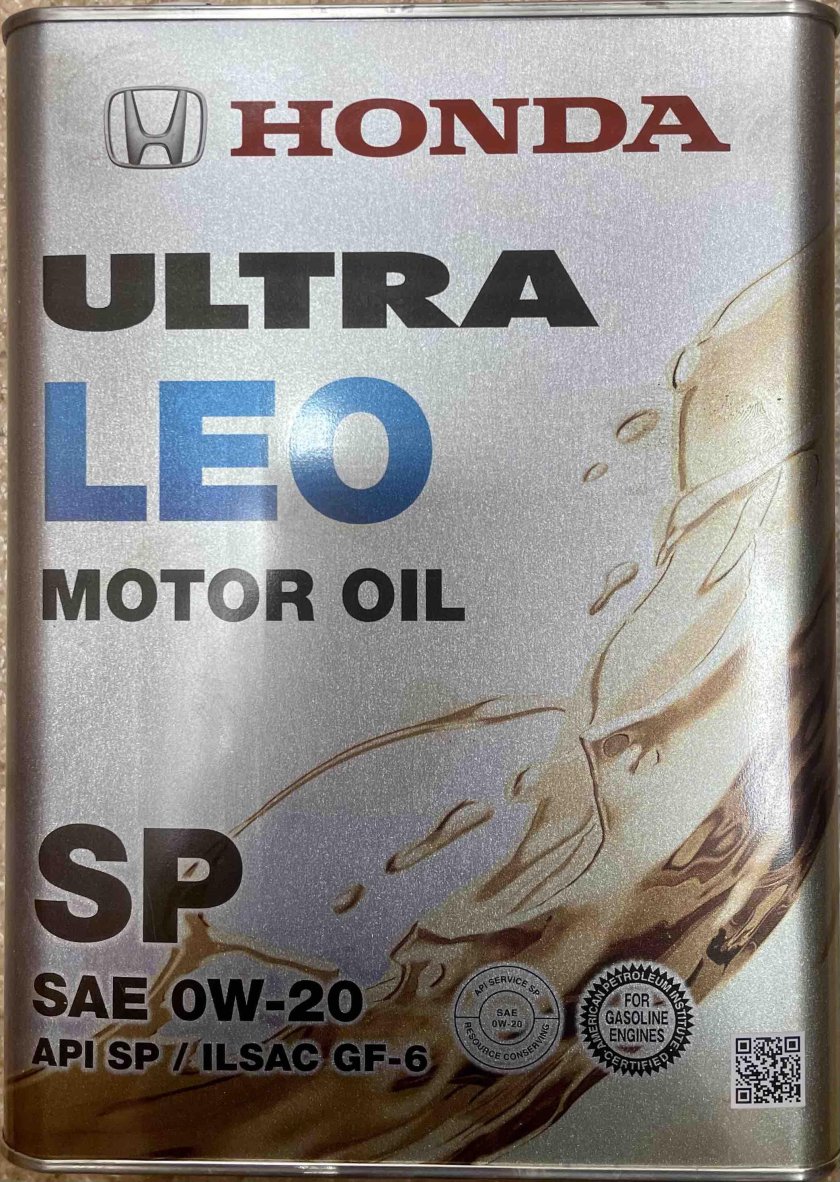 HONDA
ULTRA
LEO
MOTOR OIL
SP
SAE 0W-20
API SP / ILSAC GF-6
API SERVICE SP
SAE
0W-20
RESOURCE CONSERVING
AMERICAN PETROLEUM INSTITUTE
FOR
GASOLINE
ENGINES
CERTIFIED